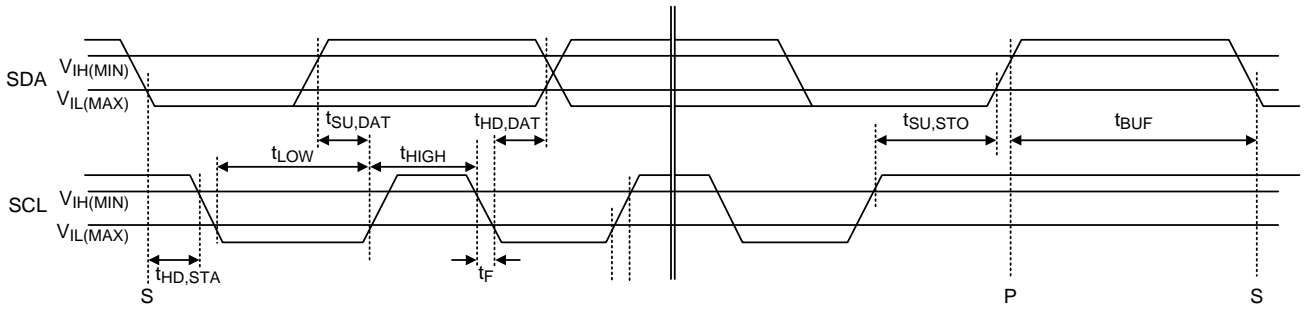 SDA
VIH(MIN)
VIL(MAX)
tSU,DAT
tHD,DAT
tSU,STO
tBUF
tLOW
tHIGH
SCL
VIH(MIN)
VIL(MAX)
tHD,STA
tF
S
P
S